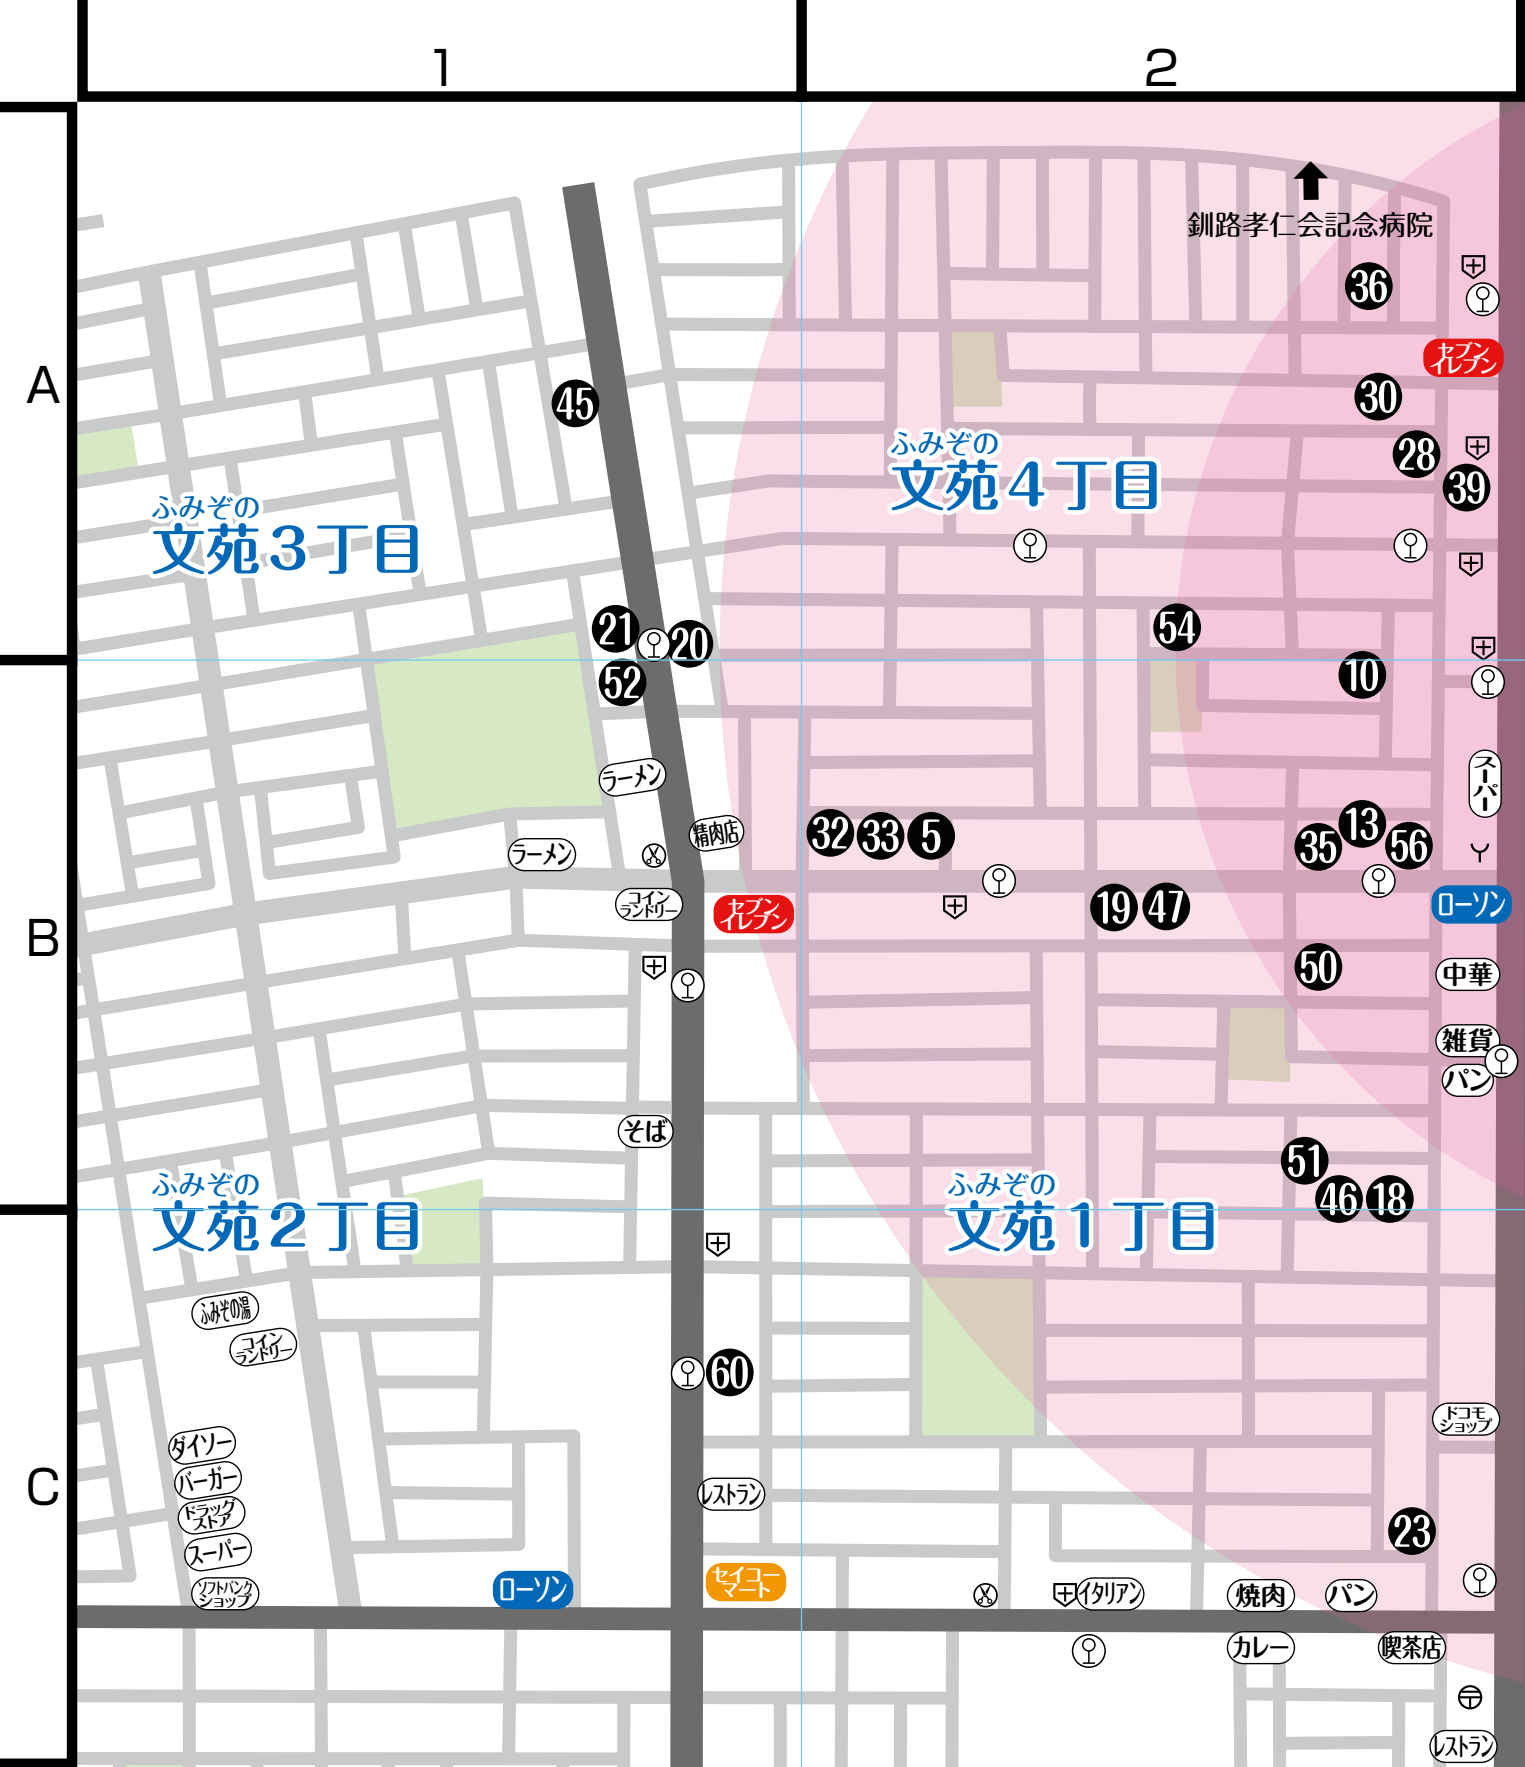 1
2
A
B
C
釧路孝仁会記念病院
36
セブン
イレブン
45
30
ふみぞの
文苑4丁目
28
39
ふみぞの
文苑3丁目
21
20
54
52
10
ラーメン
スーパー
精肉店
32
33
5
13
35
56
ラーメン
コイン
ランドリー
セブン
イレブン
19
47
ローソン
50
中華
雑貨
パン
そば
51
46
18
ふみぞの
文苑2丁目
ふみぞの
文苑1丁目
ふみぞの湯
コイン
ランドリー
60
ドコモ
ショップ
ダイソー
バーガー
ドラッグ
ストア
スーパー
ソフトバンク
ショップ
レストラン
23
ローソン
セイコー
マート
イタリアン
焼肉
パン
カレー
喫茶店
レストラン